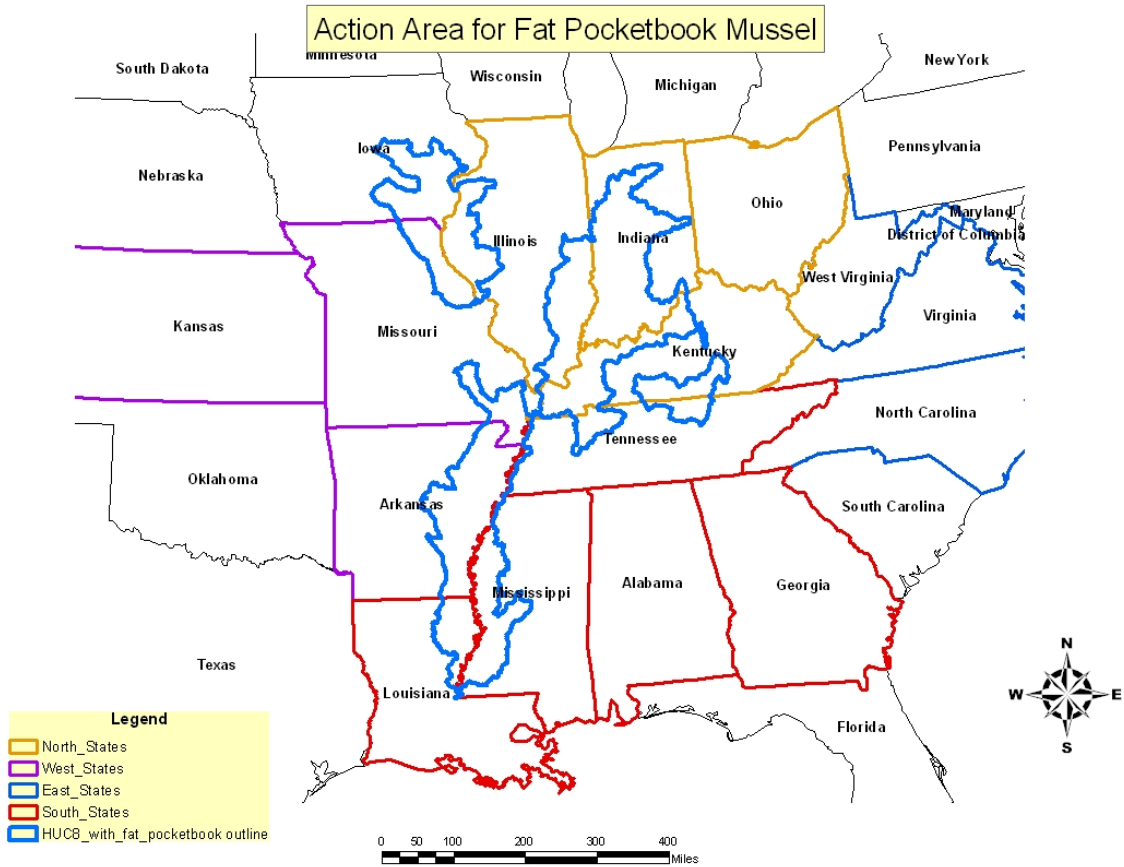 Action Area for Fat Pocketbook Mussel
South Dakota
Minnesota
Wisconsin
Michigan
New York
Iowa
Pennsylvania
Nebraska
Ohio
Maryland
Illinois
Indiana
District of Columbia
West Virginia
Kansas
Missouri
Virginia
Kentucky
North Carolina
Tennessee
Oklahoma
Arkansas
South Carolina
Mississippi
Alabama
Georgia
Texas
Louisiana
Florida
N
W
E
S
Legend
North_States
West_States
East_States
South_States
HUC8_with_fat_pocketbook outline
0 50 100 200 300 400
Miles